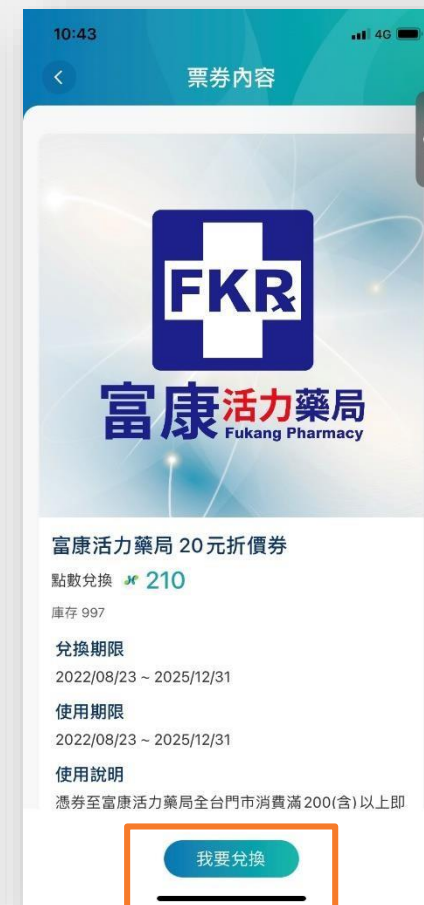 10:43
4G
票券內容
FKR
富康活力藥局
Fukang Pharmacy
富康活力藥局 20元折價券
點數兌換 210
庫存 997
兌換期限
2022/08/23 ~ 2025/12/31
使用期限
2022/08/23 ~ 2025/12/31
使用說明
憑券至富康活力藥局全台門市消費滿200(含)以上即
我要兌換